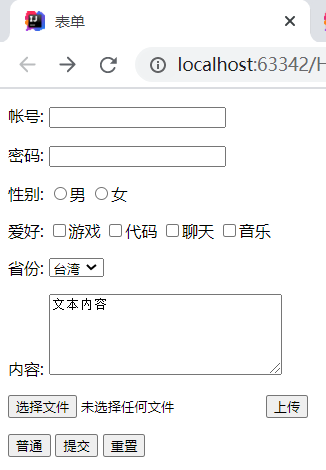 表单
localhost:63342/H
帐号:
密码:
性别: 男 女
爱好: 游戏 代码 聊天 音乐
省份: 台湾
文本内容
内容:
选择文件 未选择任何文件 上传
普通 提交 重置